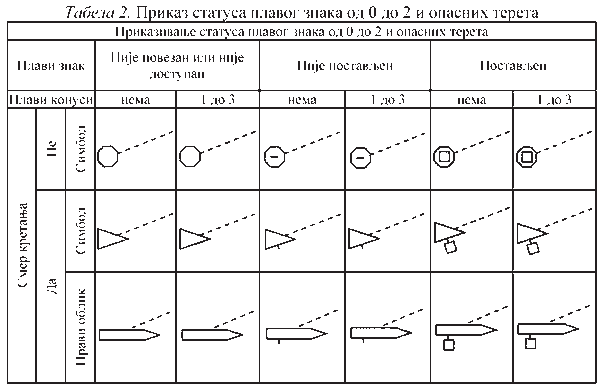 Табела 2. Приказ статуса плавог знака од 0 до 2 и опасних терета
Приказивање статуса плавог знака од 0 до 2 и опасних терета
Плави знак
Није повезан или није
доступан
Није постављен
Постављен
Плави конуси
нема
1 до 3
нема
1 до 3
нема
1 до 3
Смер кретања
Не
Симбол
Да
Симбол
Прави облик